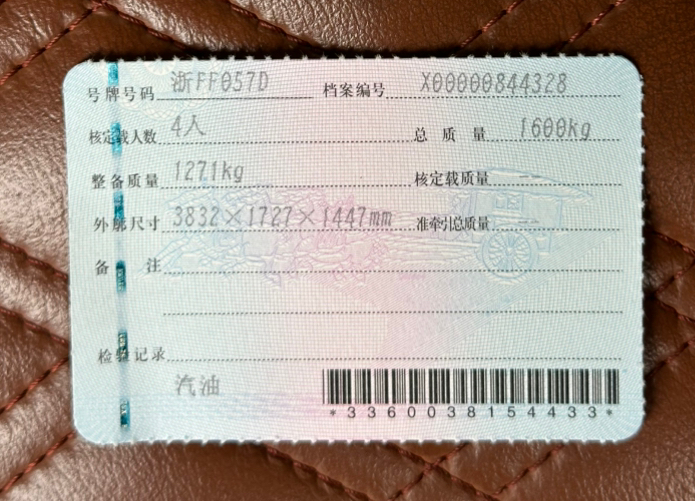 号牌号码 浙FF057D 档案编号 X00000844328
核定载人数 4人 总质量 1600kg
整备质量 1271kg 核定载质量
外廓尺寸 3832×1727×1447mm 准牵引总质量
备注
检验记录
汽油
*3360038154433*